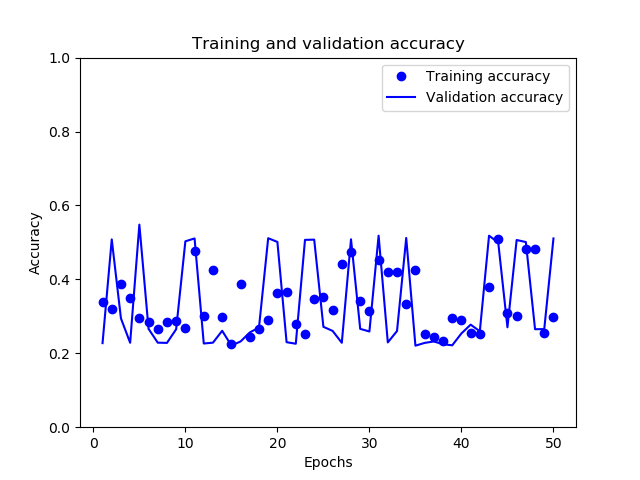 Training and validation accuracy
Training accuracy
Validation accuracy
1.0
0.8
0.6
0.4
0.2
0.0
Accuracy
0 10 20 30 40 50
Epochs